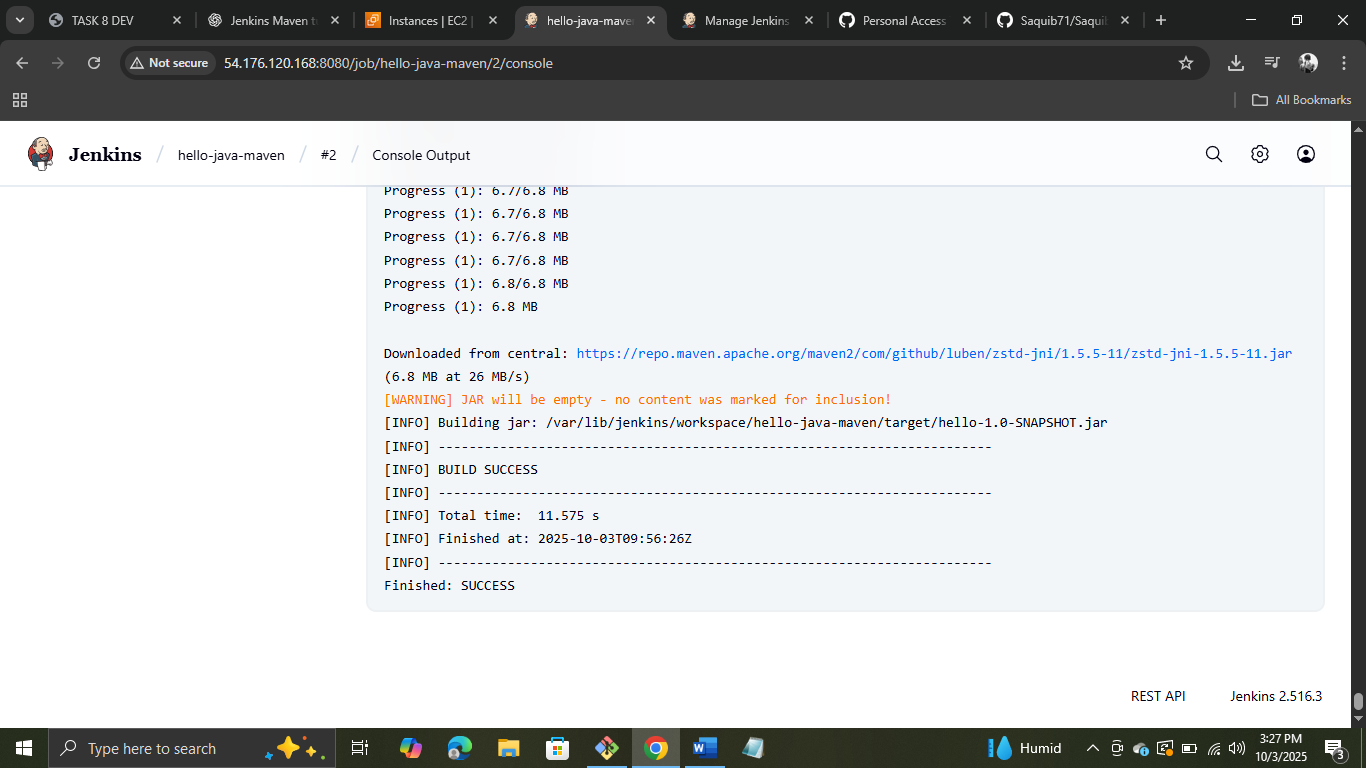 TASK 8 DEV
Jenkins Maven t
Instances | EC2 |
hello-java-maven
Manage Jenkins
Personal Access
Saquib71/Saquib
Not secure
54.176.120.168:8080/job/hello-java-maven/2/console
All Bookmarks
Jenkins / hello-java-maven / #2 / Console Output
Progress (1): 6.7/6.8 MB
Progress (1): 6.7/6.8 MB
Progress (1): 6.7/6.8 MB
Progress (1): 6.7/6.8 MB
Progress (1): 6.8/6.8 MB
Progress (1): 6.8 MB
Downloaded from central: https://repo.maven.apache.org/maven2/com/github/luben/zstd-jni/1.5.5-11/zstd-jni-1.5.5-11.jar
(6.8 MB at 26 MB/s)
[WARNING] JAR will be empty - no content was marked for inclusion!
[INFO] Building jar: /var/lib/jenkins/workspace/hello-java-maven/target/hello-1.0-SNAPSHOT.jar
[INFO] ------------------------------------------------------------------------
[INFO] BUILD SUCCESS
[INFO] ------------------------------------------------------------------------
[INFO] Total time:  11.575 s
[INFO] Finished at: 2025-10-03T09:56:26Z
[INFO] ------------------------------------------------------------------------
Finished: SUCCESS
REST API
Jenkins 2.516.3
Type here to search
Humid
3:27 PM
10/3/2025
3